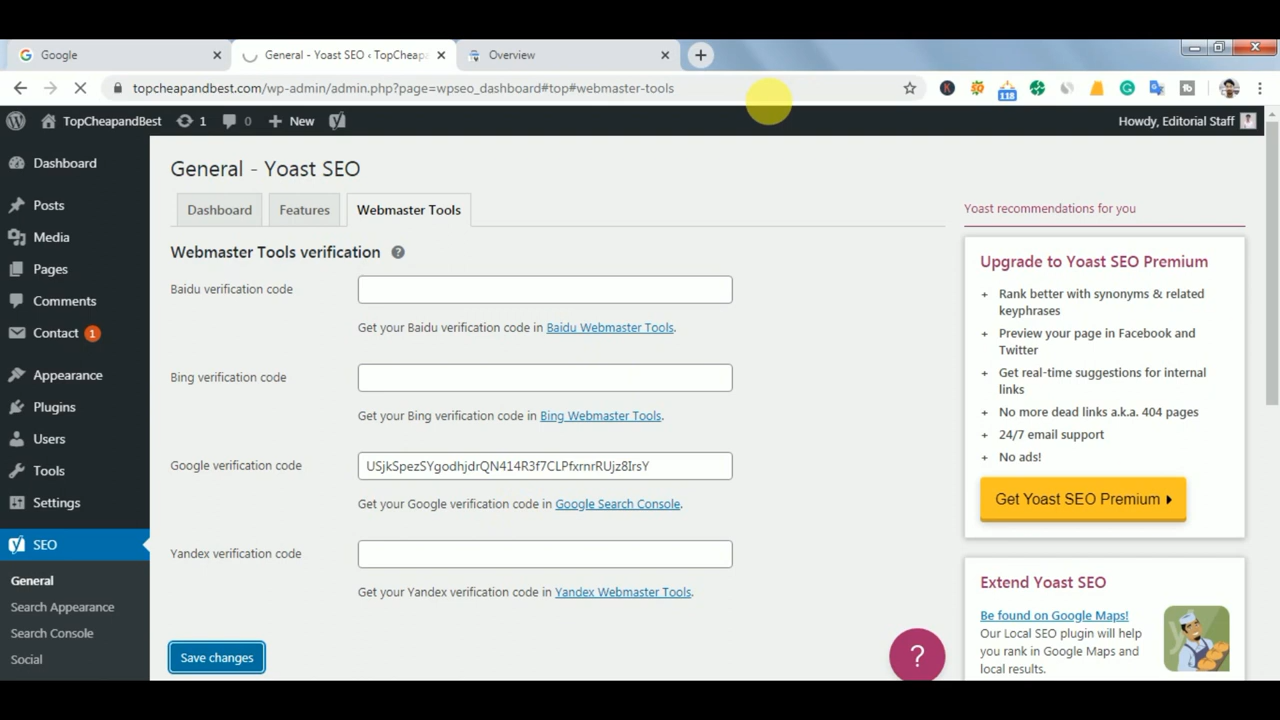 Google
General - Yoast SEO ‹ TopCheapa
Overview
topcheapandbest.com/wp-admin/admin.php?page=wpseo_dashboard#top#webmaster-tools
118
TopCheapandBest
1
0
New
Howdy, Editorial Staff
Dashboard
Posts
Media
Pages
Comments
Contact 1
Appearance
Plugins
Users
Tools
Settings
SEO
General
Search Appearance
Search Console
Social
General - Yoast SEO
Dashboard
Features
Webmaster Tools
Webmaster Tools verification ?
Baidu verification code
Get your Baidu verification code in Baidu Webmaster Tools.
Bing verification code
Get your Bing verification code in Bing Webmaster Tools.
Google verification code
USjkSpezSYgodhjdrQN414R3f7CLPfxrnrRUjz8IrsY
Get your Google verification code in Google Search Console.
Yandex verification code
Get your Yandex verification code in Yandex Webmaster Tools.
Save changes
?
Yoast recommendations for you
Upgrade to Yoast SEO Premium
+ Rank better with synonyms & related
keyphrases
+ Preview your page in Facebook and
Twitter
+ Get real-time suggestions for internal
links
+ No more dead links a.k.a. 404 pages
+ 24/7 email support
+ No ads!
Get Yoast SEO Premium
Extend Yoast SEO
Be found on Google Maps!
Our Local SEO plugin will help
you rank in Google Maps and
local results.